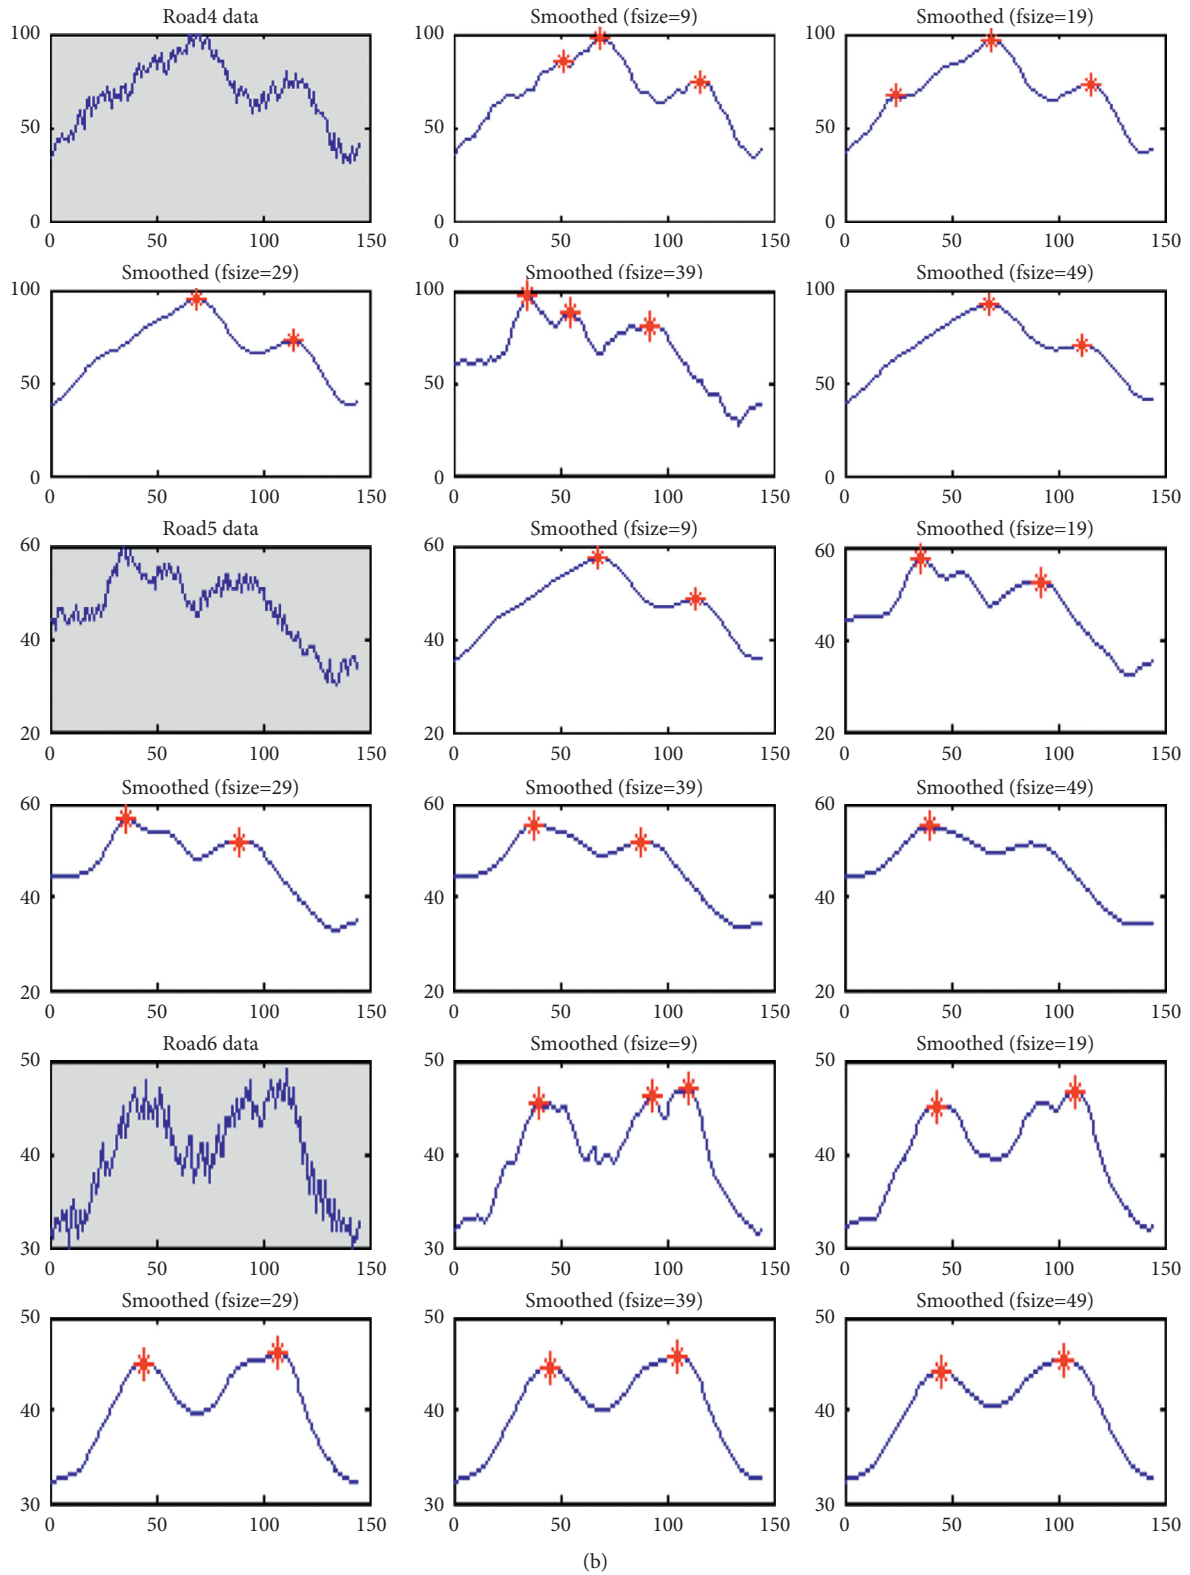 Road4 data
Smoothed (fsize=9)
Smoothed (fsize=19)
100
50
0
0 50 100 150
100
50
0
0 50 100 150
100
50
0
0 50 100 150
Smoothed (fsize=29)
Smoothed (fsize=39)
Smoothed (fsize=49)
100
50
0
0 50 100 150
100
50
0
0 50 100 150
100
50
0
0 50 100 150
Road5 data
Smoothed (fsize=9)
Smoothed (fsize=19)
60
40
20
0 50 100 150
60
40
20
0 50 100 150
60
40
20
0 50 100 150
Smoothed (fsize=29)
Smoothed (fsize=39)
Smoothed (fsize=49)
60
40
20
0 50 100 150
60
40
20
0 50 100 150
60
40
20
0 50 100 150
Road6 data
Smoothed (fsize=9)
Smoothed (fsize=19)
50
40
30
0 50 100 150
50
40
30
0 50 100 150
50
40
30
0 50 100 150
Smoothed (fsize=29)
Smoothed (fsize=39)
Smoothed (fsize=49)
50
40
30
0 50 100 150
50
40
30
0 50 100 150
50
40
30
0 50 100 150
(b)